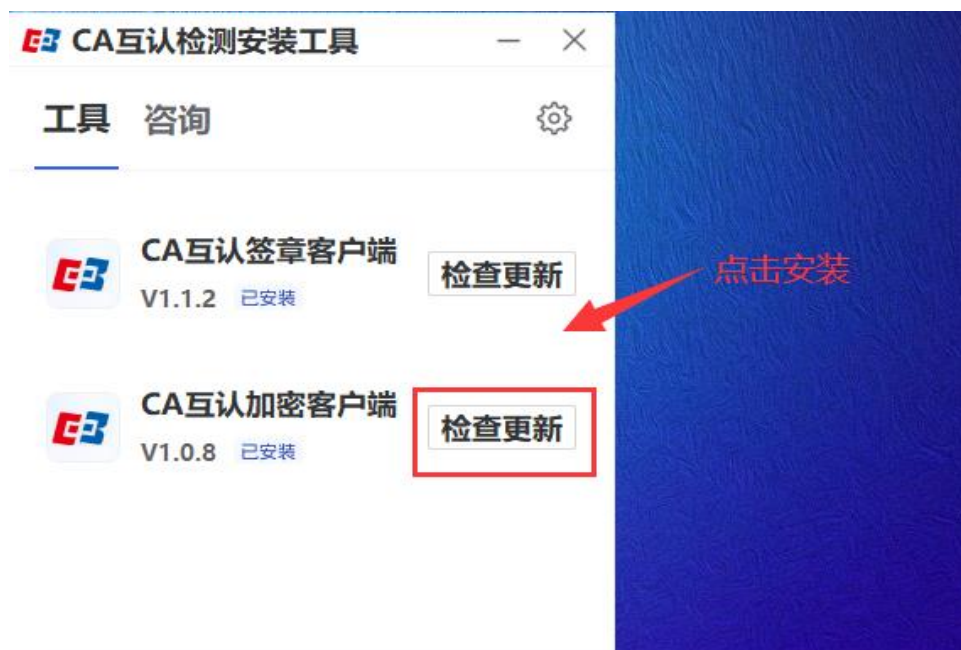 CA互认检测安装工具
工具 咨询
CA互认签章客户端
V1.1.2 已安装
检查更新
点击安装
CA互认加密客户端
V1.0.8 已安装
检查更新